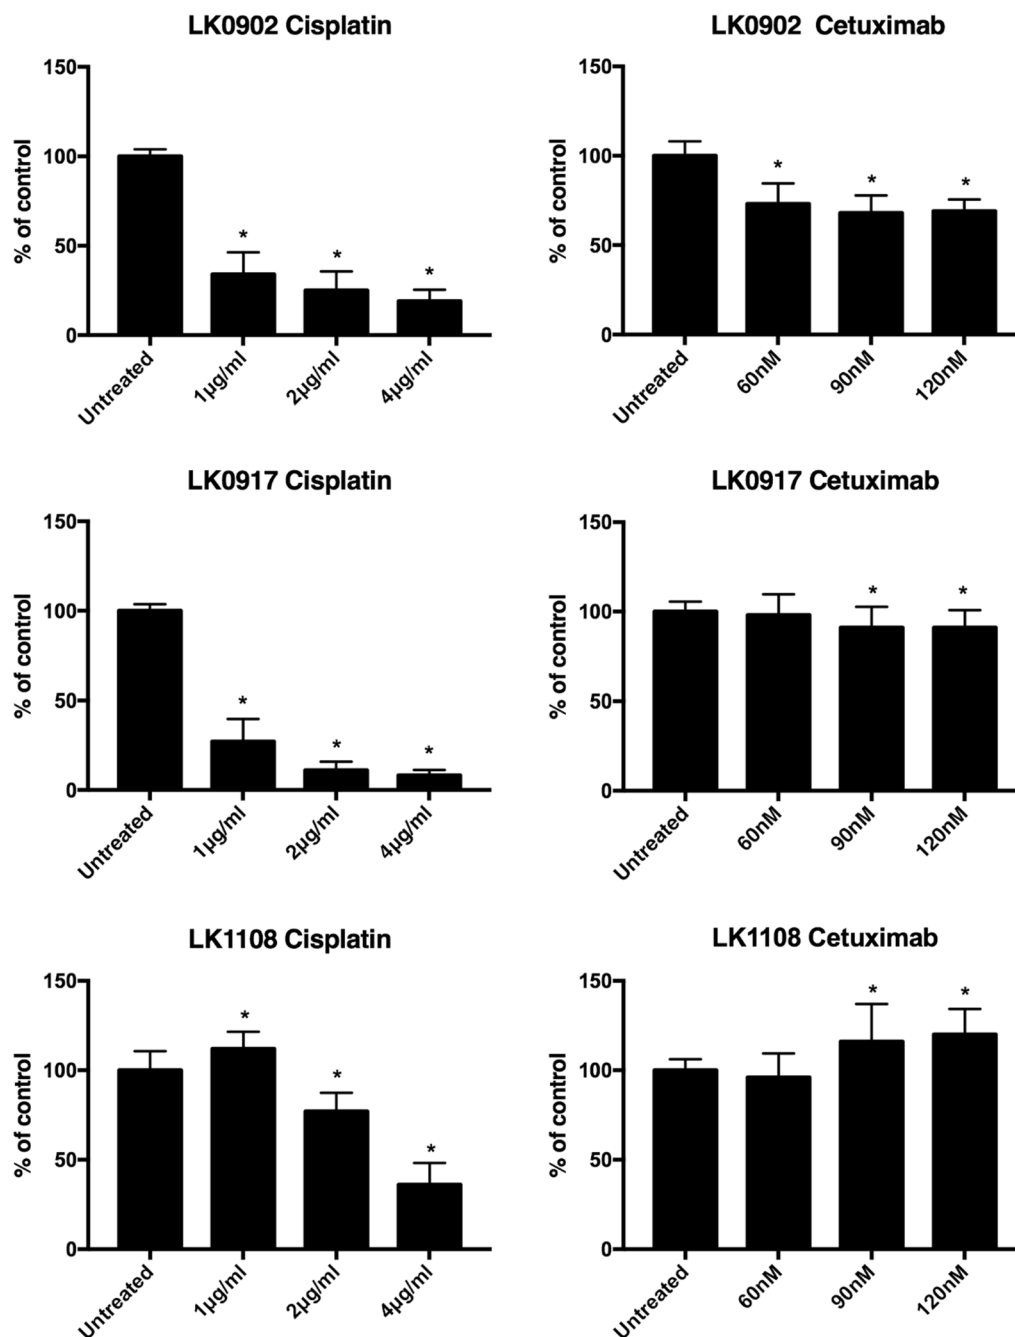 LK0902 Cisplatin
% of control
150
100
50
0
*
*
*
Untreated
1µg/ml
2µg/ml
4µg/ml
LK0902 Cetuximab
% of control
150
100
50
0
*
*
*
Untreated
60nM
90nM
120nM
LK0917 Cisplatin
% of control
150
100
50
0
*
*
*
Untreated
1µg/ml
2µg/ml
4µg/ml
LK0917 Cetuximab
% of control
150
100
50
0
*
*
Untreated
60nM
90nM
120nM
LK1108 Cisplatin
% of control
150
100
50
0
*
*
*
Untreated
1µg/ml
2µg/ml
4µg/ml
LK1108 Cetuximab
% of control
150
100
50
0
*
*
Untreated
60nM
90nM
120nM